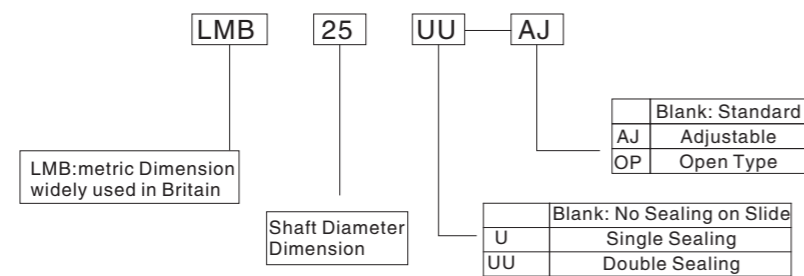 LMB 25 UU AJ
Blank: Standard
AJ Adjustable
OP Open Type
LMB:metric Dimension
widely used in Britain
Shaft Diameter
Dimension
Blank: No Sealing on Slide
U Single Sealing
UU Double Sealing